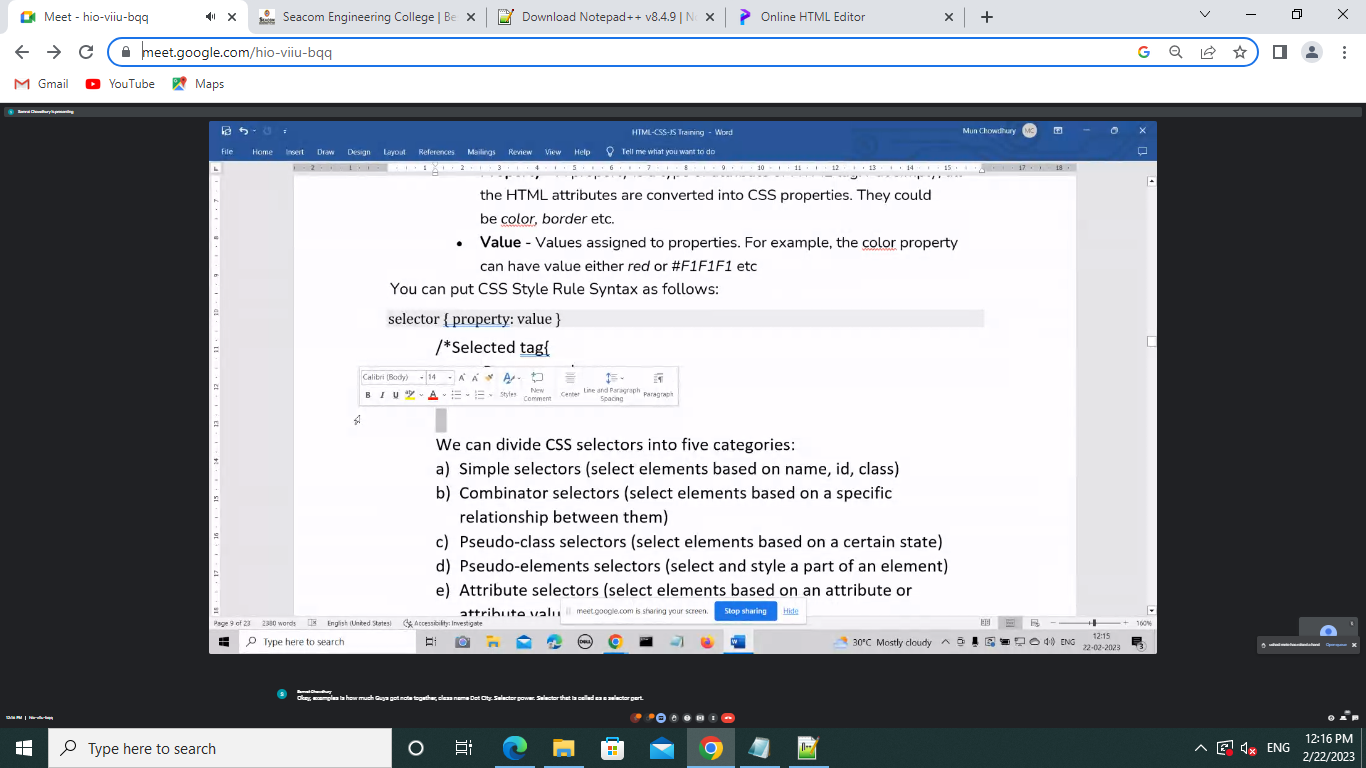 Meet - hio-viiu-bqq
Seacom Engineering College | Be
Download Notepad++ v8.4.9 | N
Online HTML Editor
meet.google.com/hio-viiu-bqq
Gmail
YouTube
Maps
HTML-CSS-JS Training - Word
Mun Chowdhury
MC
File Home Insert Draw Design Layout References Mailings Review View Help Tell me what you want to do
the HTML attributes are converted into CSS properties. They could
be color, border etc.
• Value - Values assigned to properties. For example, the color property
can have value either red or #F1F1F1 etc
You can put CSS Style Rule Syntax as follows:
selector { property: value }
/*Selected tag{
Calibri (Body) 14
Styles New Comment Center Line and Paragraph Spacing Paragraph
We can divide CSS selectors into five categories:
a) Simple selectors (select elements based on name, id, class)
b) Combinator selectors (select elements based on a specific
relationship between them)
c) Pseudo-class selectors (select elements based on a certain state)
d) Pseudo-elements selectors (select and style a part of an element)
e) Attribute selectors (select elements based on an attribute or
attribute valu
meet.google.com is sharing your screen. Stop sharing Hide
Page 9 of 23 2380 words English (United States) Accessibility: Investigate 160%
Type here to search
30°C Mostly cloudy
ENG
12:15
22-02-2023
Okay, examples is how much Guys got note together, class name Dot City. Selector power. Selector that is called as a selector part.
12:16 PM | hio-viiu-bqq
Type here to search
ENG
12:16 PM
2/22/2023